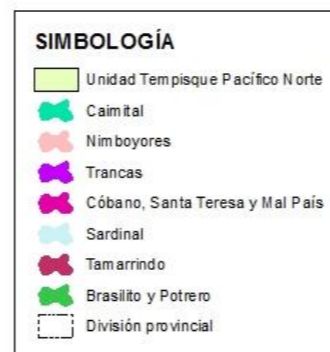 SIMBOLOGÍA
Unidad Tempisque Pacífico Norte
Caimital
Nimboyores
Trancas
Cóbano, Santa Teresa y Mal País
Sardinal
Tamarrindo
Brasilito y Potrero
División provincial